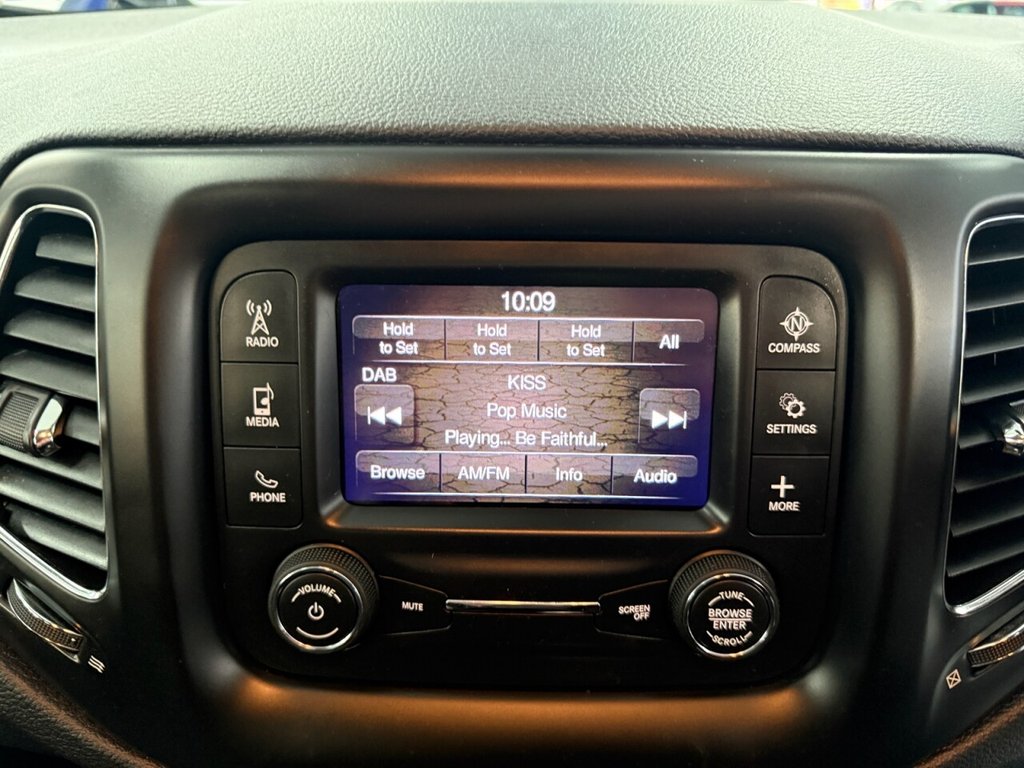 10:09
Hold to Set
Hold to Set
Hold to Set
All
DAB
KISS
Pop Music
Playing... Be Faithful...
Browse
AM/FM
Info
Audio
RADIO
MEDIA
PHONE
N
COMPASS
SETTINGS
MORE
VOLUME
MUTE
SCREEN OFF
TUNE
BROWSE
ENTER
SCROLL